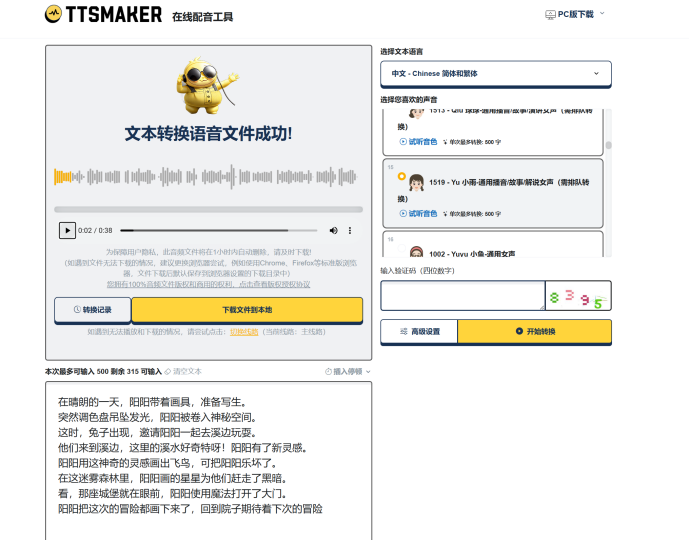 TTSMAKER 在线配音工具
PC版下载
文本转换语音文件成功!
0:02 / 0:38
为保障用户隐私，此音频文件将在1小时内自动删除，请及时下载!
(如遇到文件无法下载的情况，建议更换浏览器尝试，例如使用Chrome、Firefox等标准版浏览
器，文件下载后默认保存到浏览器设置的下载目录中)
您拥有100%音频文件版权和商用的权利，点击查看版权授权协议
转换记录
下载文件到本地
如遇到无法播放和下载的情况，请尝试点击：切换线路（当前线路：主线路）
本次最多可输入 500 剩余 315 可输入 清空文本
插入停顿
在晴朗的一天，阳阳带着画具，准备写生。
突然调色盘吊坠发光，阳阳被卷入神秘空间。
这时，兔子出现，邀请阳阳一起去溪边玩耍。
他们来到溪边，这里的溪水好奇特呀！阳阳有了新灵感。
阳阳用这神奇的灵感画出飞鸟，可把阳阳乐坏了。
在这迷雾森林里，阳阳画的星星为他们赶走了黑暗。
看，那座城堡就在眼前，阳阳使用魔法打开了大门。
阳阳把这次的冒险都画下来了，回到院子期待着下次的冒险
选择文本语言
中文 - Chinese 简体和繁体
选择您喜欢的声音
1513 - Qiu 球球-通用播音/故事/演讲女声（需排队转
换）
试听音色 单次最多转换: 500 字
15
1519 - Yu 小雨-通用播音/故事/解说女声（需排队转
换）
试听音色 单次最多转换: 500 字
16
1002 - Yuyu 小鱼-通用女声
输入验证码（四位数字）
8395
高级设置
开始转换